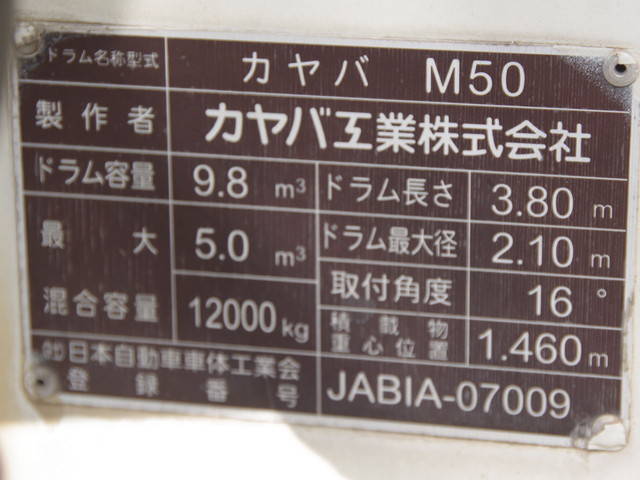 ドラム名称型式 カヤバ M50
製作者 カヤバ工業株式会社
ドラム容量 9.8 m³ ドラム長さ 3.80 m
最大 5.0 m³ ドラム最大径 2.10 m
混合容量 12000kg 取付角度 16°
積載物 重心位置 1.460m
㈳日本自動車車体工業会
登録番号 JABIA-07009